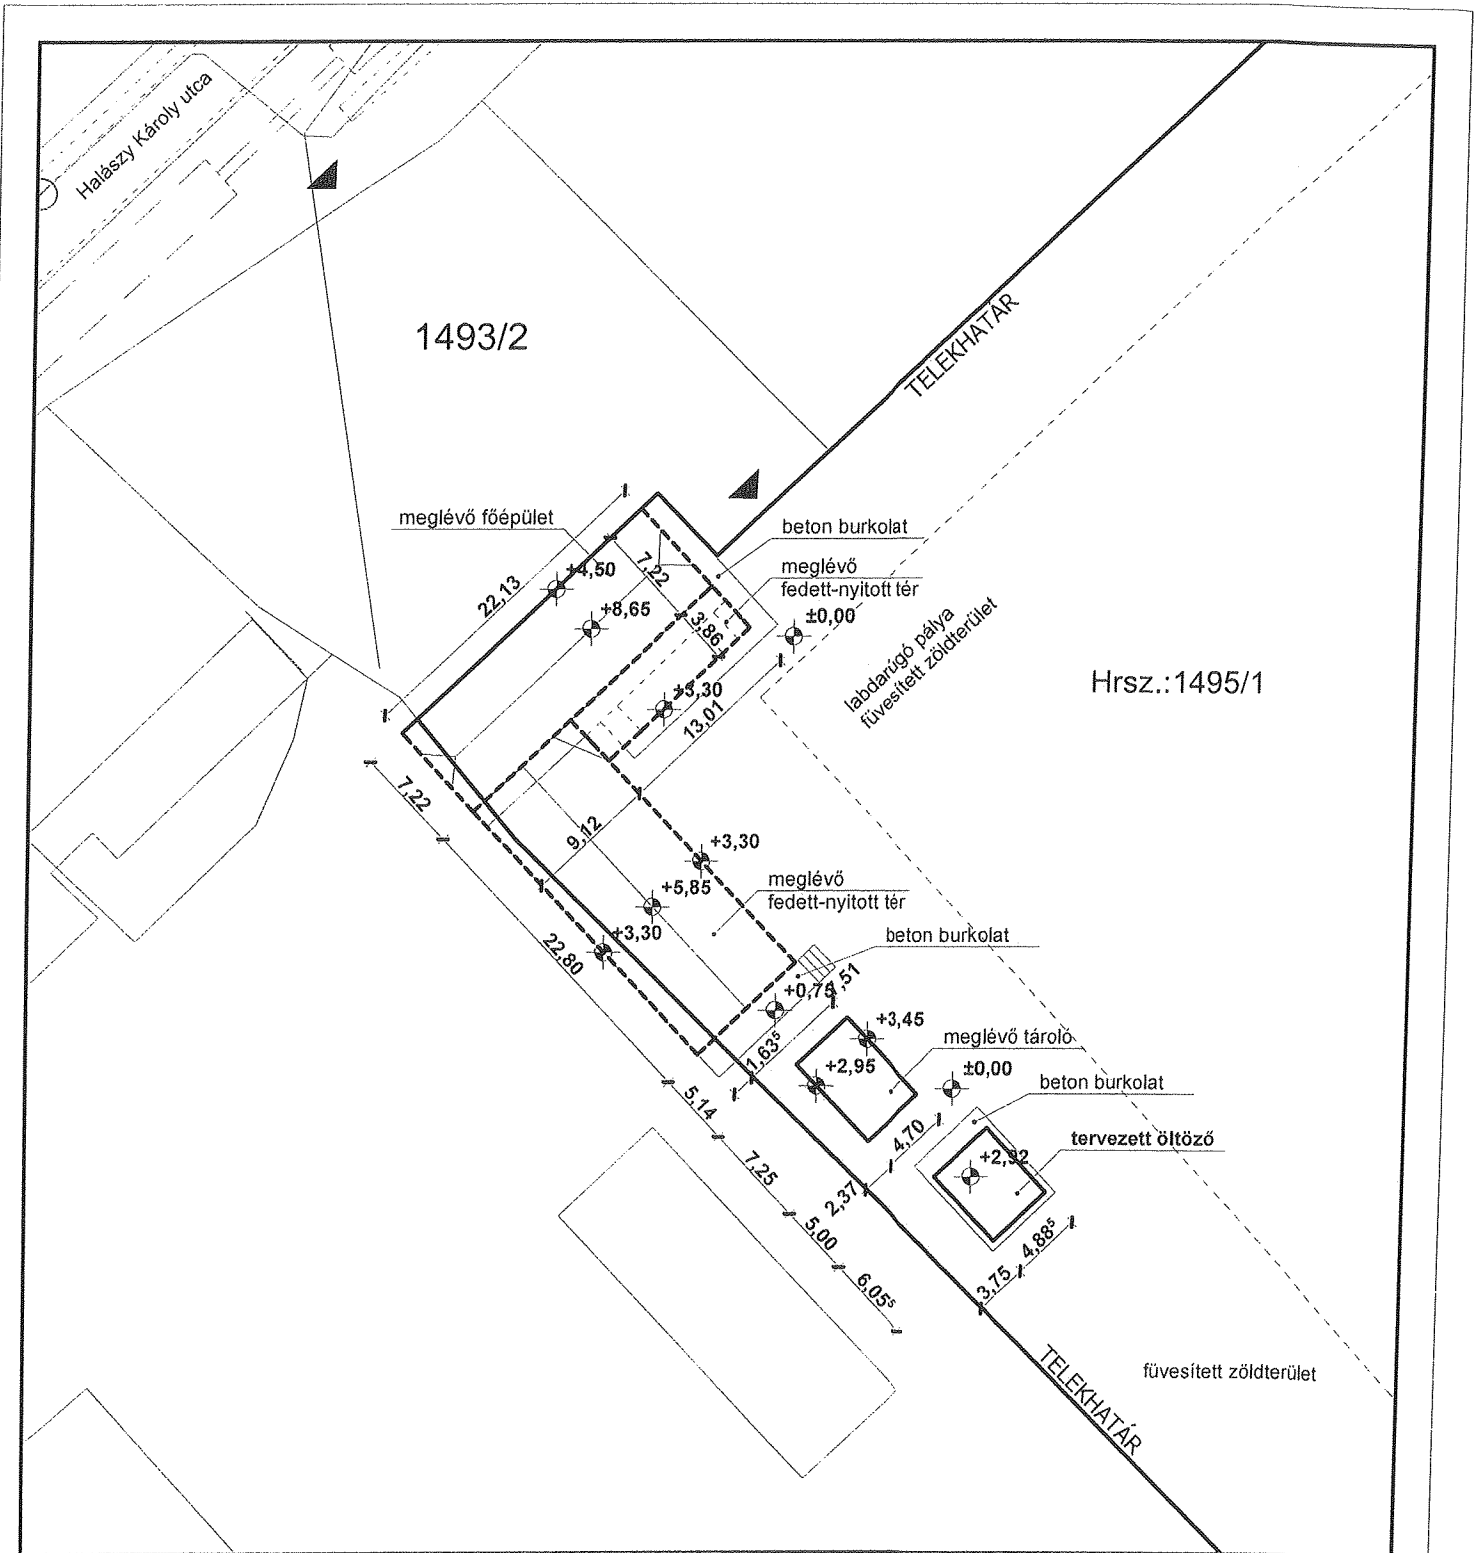 Halászy Károly utca
1493/2
TELEKHATÁR
meglévő főépület
beton burkolat
meglévő
fedett-nyitott tér
22,13
+4,50
7,22
+8,65
3,86
±0,00
labdarúgó pálya
füvesített zöldterület
Hrsz.:1495/1
13,01
7,22
9,12
+3,30
+5,85
meglévő
fedett-nyitott tér
+3,30
22,80
beton burkolat
+0,75
,51
1,63⁵
+3,45
meglévő tároló
+2,95
±0,00
beton burkolat
5,14
4,70
tervezett öltöző
+2,92
7,25
2,37
5,00
4,88⁵
3,75
6,05⁵
TELEKHATÁR
füvesített zöldterület